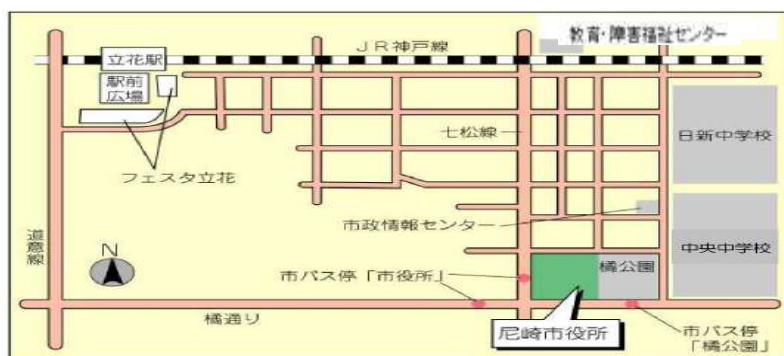 教育・障害福祉センター
JR神戸線
立花駅
駅前
広場
七松線
日新中学校
フェスタ立花
市政情報センター
道意線
N
中央中学校
橘公園
市バス停「市役所」
橘通り
尼崎市役所
市バス停
「橘公園」